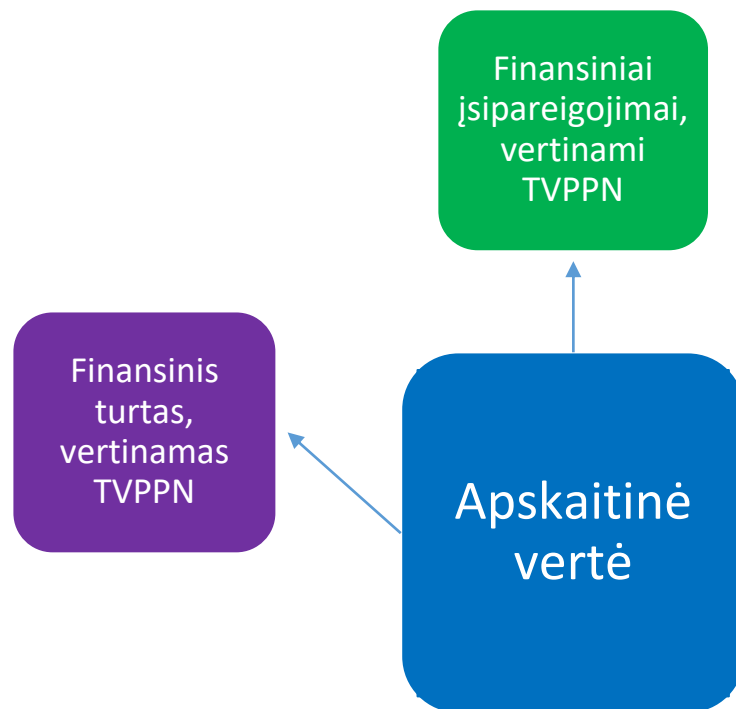 Finansiniai
įsipareigojimai,
vertinami
TVPPN
Finansinis
turtas,
vertinamas
TVPPN
Apskaitinė
vertė